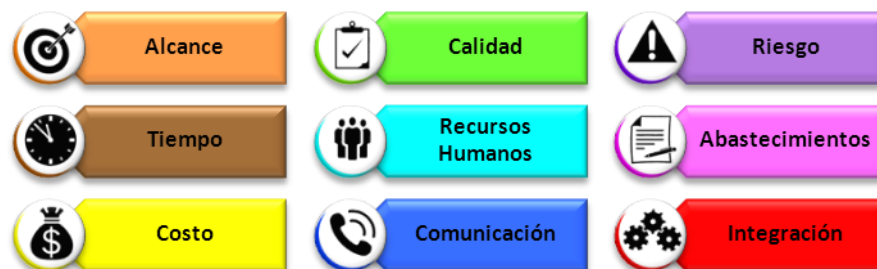 Alcance
Calidad
Riesgo
Tiempo
Recursos
Humanos
Abastecimientos
Costo
Comunicación
Integración